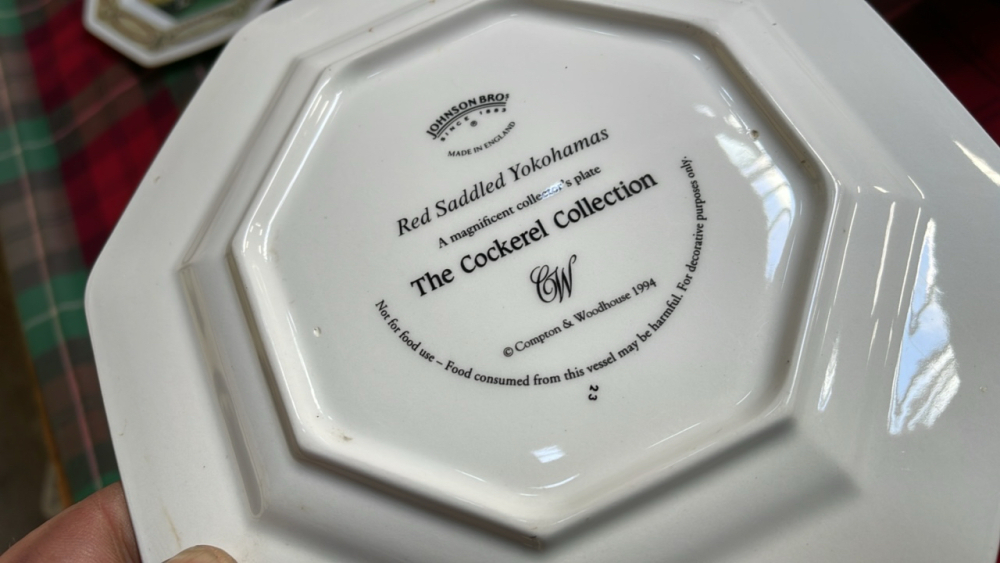 JOHNSON BROS
SINCE 1883
®
MADE IN ENGLAND
Red Saddled Yokohamas
A magnificent collector's plate
The Cockerel Collection
CW
© Compton & Woodhouse 1994
Not for food use – Food consumed from this vessel may be harmful. For decorative purposes only.
23